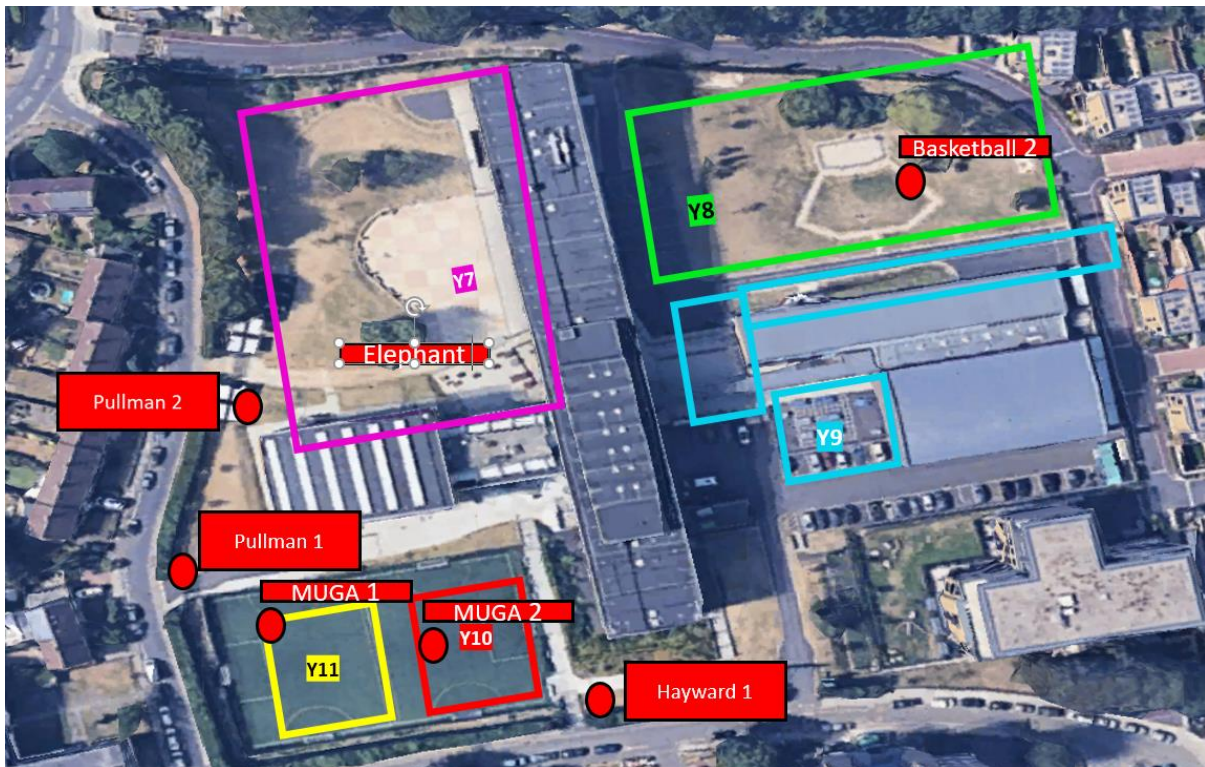 Basketball 2
Y8
Y7
Elephant
Pullman 2
Y9
Pullman 1
MUGA 1
MUGA 2
Y10
Y11
Hayward 1